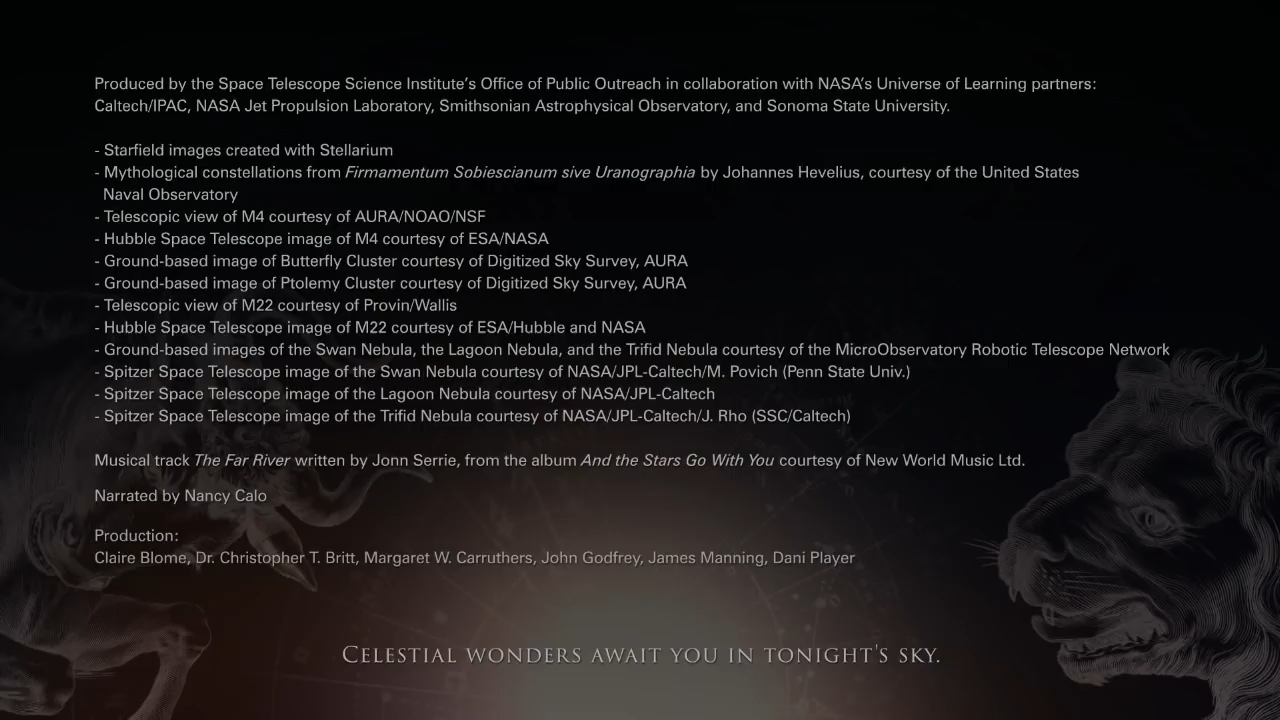 Produced by the Space Telescope Science Institute's Office of Public Outreach in collaboration with NASA's Universe of Learning partners:
Caltech/IPAC, NASA Jet Propulsion Laboratory, Smithsonian Astrophysical Observatory, and Sonoma State University.
- Starfield images created with Stellarium
- Mythological constellations from Firmamentum Sobiescianum sive Uranographia by Johannes Hevelius, courtesy of the United States
Naval Observatory
- Telescopic view of M4 courtesy of AURA/NOAO/NSF
- Hubble Space Telescope image of M4 courtesy of ESA/NASA
- Ground-based image of Butterfly Cluster courtesy of Digitized Sky Survey, AURA
- Ground-based image of Ptolemy Cluster courtesy of Digitized Sky Survey, AURA
- Telescopic view of M22 courtesy of Provin/Wallis
- Hubble Space Telescope image of M22 courtesy of ESA/Hubble and NASA
- Ground-based images of the Swan Nebula, the Lagoon Nebula, and the Trifid Nebula courtesy of the MicroObservatory Robotic Telescope Network
- Spitzer Space Telescope image of the Swan Nebula courtesy of NASA/JPL-Caltech/M. Povich (Penn State Univ.)
- Spitzer Space Telescope image of the Lagoon Nebula courtesy of NASA/JPL-Caltech
- Spitzer Space Telescope image of the Trifid Nebula courtesy of NASA/JPL-Caltech/J. Rho (SSC/Caltech)
Musical track The Far River written by Jonn Serrie, from the album And the Stars Go With You courtesy of New World Music Ltd.
Narrated by Nancy Calo
Production:
Claire Blome, Dr. Christopher T. Britt, Margaret W. Carruthers, John Godfrey, James Manning, Dani Player
Celestial wonders await you in tonight's sky.